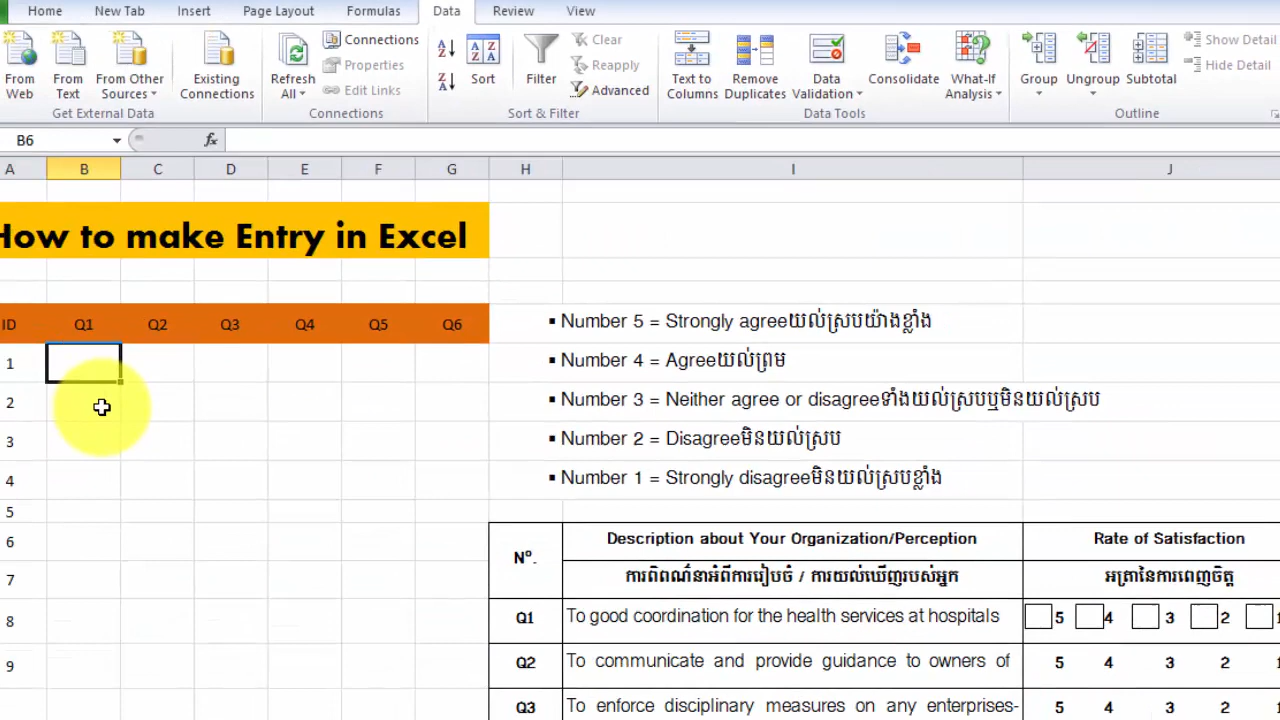 Home New Tab Insert Page Layout Formulas Data Review View
From Web
From Text
From Other Sources
Existing Connections
Refresh All
Connections
Properties
Edit Links
Sort
Filter
Clear
Reapply
Advanced
Text to Columns
Remove Duplicates
Data Validation
Consolidate
What-If Analysis
Group
Ungroup
Subtotal
Show Detail
Hide Detail
Get External Data Connections Sort & Filter Data Tools Outline
B6 fx
A B C D E F G H I J
How to make Entry in Excel
ID Q1 Q2 Q3 Q4 Q5 Q6
1
2
3
4
5
6
7
8
9
▪ Number 5 = Strongly agreeយល់ស្របយ៉ាងខ្លាំង
▪ Number 4 = Agreeយល់ព្រម
▪ Number 3 = Neither agree or disagreeទាំងយល់ស្របឬមិនយល់ស្រប
▪ Number 2 = Disagreeមិនយល់ស្រប
▪ Number 1 = Strongly disagreeមិនយល់ស្របខ្លាំង
Nº. Description about Your Organization/Perception Rate of Satisfaction
ការពិពណ៌នាអំពីការរៀបចំ / ការយល់ឃើញរបស់អ្នក អត្រានៃការពេញចិត្ត
Q1 To good coordination for the health services at hospitals 5 4 3 2 1
Q2 To communicate and provide guidance to owners of 5 4 3 2 1
Q3 To enforce disciplinary measures on any enterprises- 5 4 3 2 1